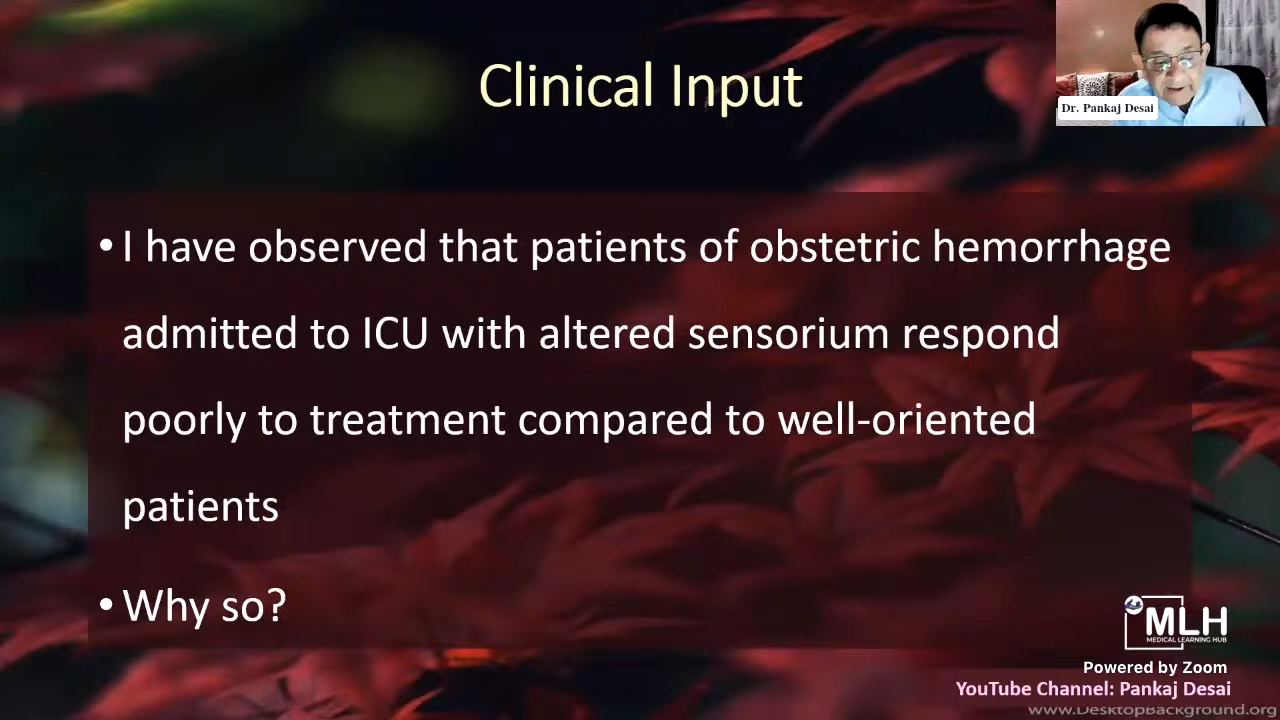 Clinical Input
Dr. Pankaj Desai
• I have observed that patients of obstetric hemorrhage
admitted to ICU with altered sensorium respond
poorly to treatment compared to well-oriented
patients
• Why so?
MLH
MEDICAL LEARNING HUB
Powered by Zoom
YouTube Channel: Pankaj Desai
www.DesktopBackground.org